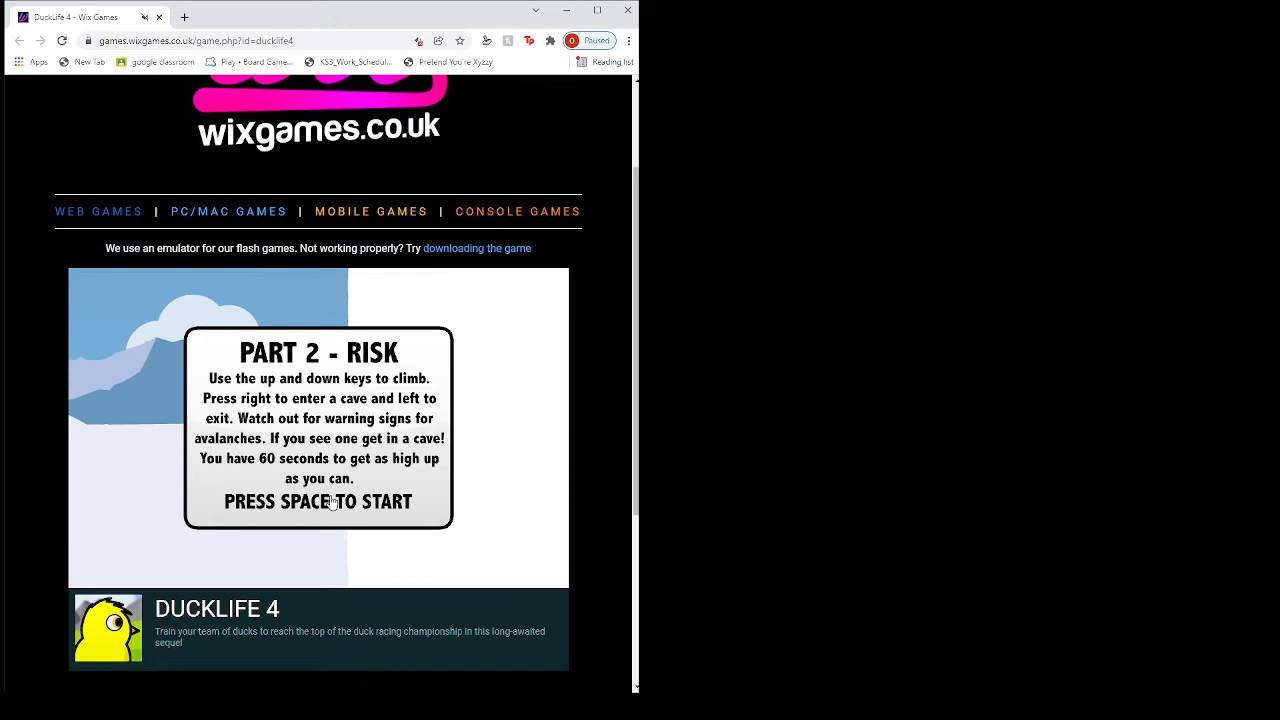 DuckLife 4 - Wix Games
games.wixgames.co.uk/game.php?id=ducklife4
Paused
Apps
New Tab
google classroom
Play • Board Game...
KS3_Work_Schedul...
Pretend You're Xyzzy
Reading list
wixgames.co.uk
WEB GAMES | PC/MAC GAMES | MOBILE GAMES | CONSOLE GAMES
We use an emulator for our flash games. Not working properly? Try downloading the game
PART 2 - RISK
Use the up and down keys to climb.
Press right to enter a cave and left to
exit. Watch out for warning signs for
avalanches. If you see one get in a cave!
You have 60 seconds to get as high up
as you can.
PRESS SPACE TO START
DUCKLIFE 4
Train your team of ducks to reach the top of the duck racing championship in this long-awaited
sequel